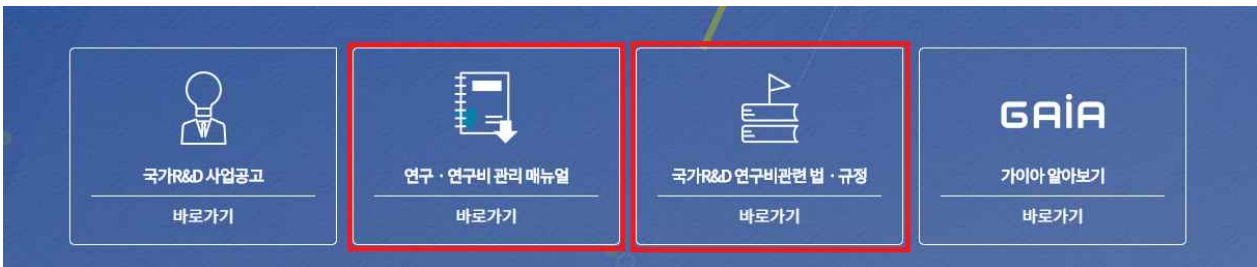 국가R&D 사업공고
바로가기
연구 · 연구비 관리 매뉴얼
바로가기
국가R&D 연구비관련 법 · 규정
바로가기
GAiA
가이아 알아보기
바로가기